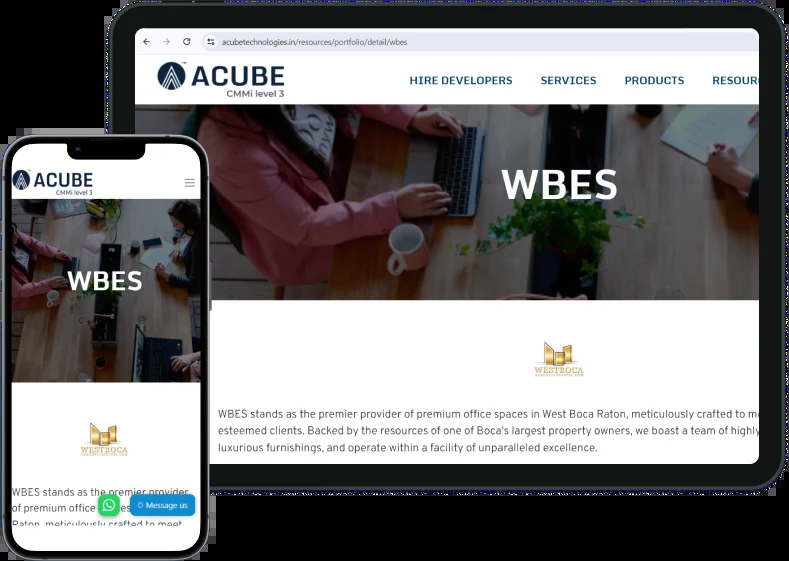 acubetechnologies.in/resources/portfolio/detail/wbes
ACUBE
CMMi level 3
HIRE DEVELOPERS SERVICES PRODUCTS
WBES
WESTBOCA
WBES stands as the premier provider of premium office spaces in West Boca Raton, meticulously crafted to
esteemed clients. Backed by the resources of one of Boca's largest property owners, we boast a team of highly
luxurious furnishings, and operate within a facility of unparalleled excellence.
ACUBE
CMMi level 3
WBES
WESTBOCA
WBES stands as the premier provider
of premium office
Raton, meticulously crafted to meet
Message us